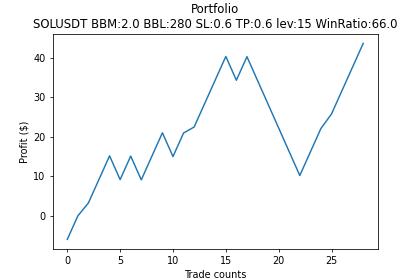 Portfolio
SOLUSDT BBM:2.0 BBL:280 SL:0.6 TP:0.6 lev:15 WinRatio:66.0
40
30
20
10
0
Profit ($)
0 5 10 15 20 25
Trade counts